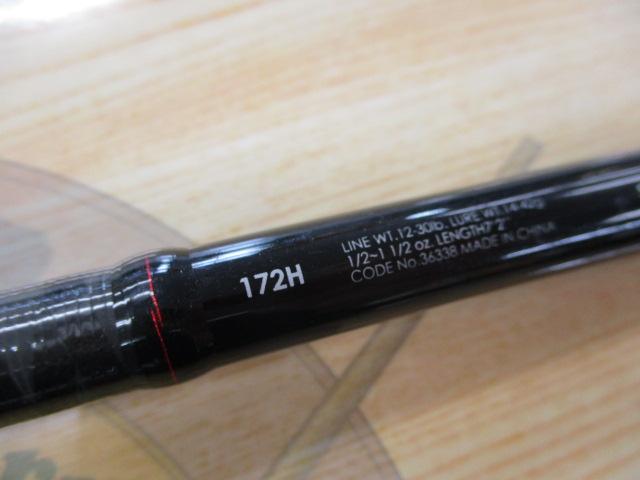 172H
LINE WT.12-30lb. LURE WT.14-42g
1/2~1 1/2 oz. LENGTH7'2"
CODE No.36338 MADE IN CHINA